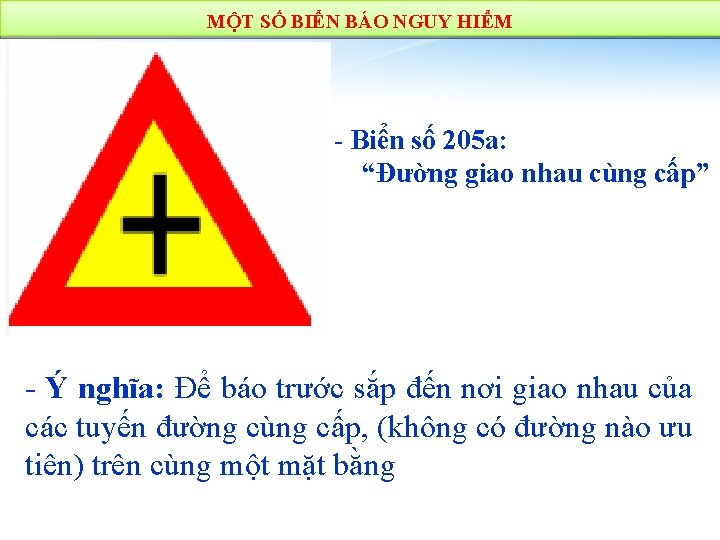 MỘT SỐ BIỂN BÁO NGUY HIỂM
- Biển số 205a:
“Đường giao nhau cùng cấp”
- Ý nghĩa: Để báo trước sắp đến nơi giao nhau của
các tuyến đường cùng cấp, (không có đường nào ưu
tiên) trên cùng một mặt bằng